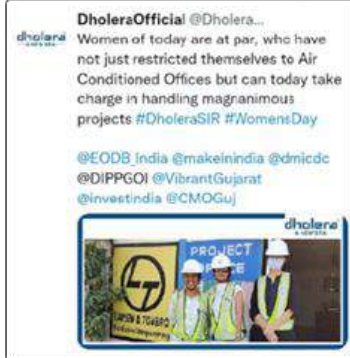 DholeraOfficial @Dholera...
dholera
Women of today are at par, who have
not just restricted themselves to Air
Conditioned Offices but can today take
charge in handling magnanimous
projects #DholeraSIR #WomensDay
@EODB_India @makeinindia @dmicdc
@DIPPGOI @VibrantGujarat
@investindia @CMOGuj
dholera
PROJECT
LARSEN & TOUBRO